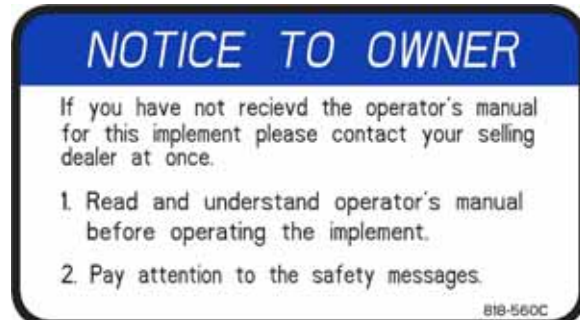 NOTICE TO OWNER
If you have not recievd the operator's manual
for this implement please contact your selling
dealer at once.
1. Read and understand operator's manual
before operating the implement.
2. Pay attention to the safety messages.
818-560C